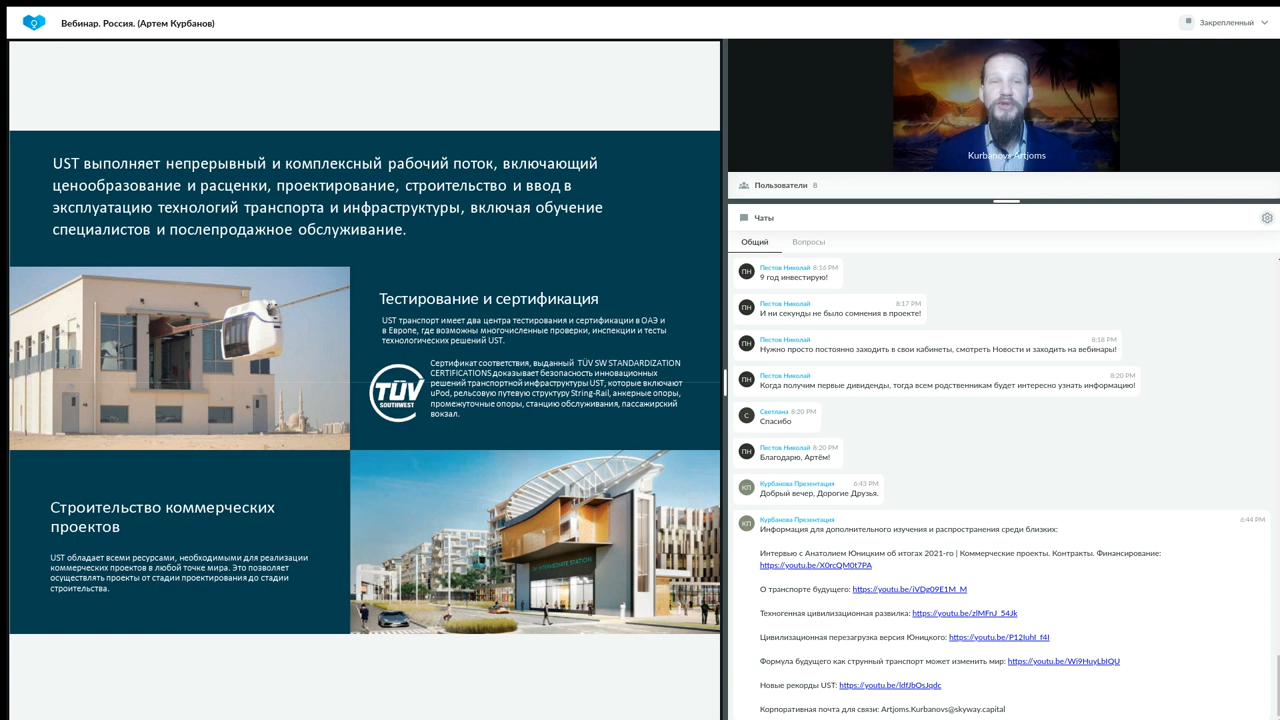 Вебинар. Россия. (Артем Курбанов)
Закрепленный
UST выполняет непрерывный и комплексный рабочий поток, включающий
ценообразование и расценки, проектирование, строительство и ввод в
эксплуатацию технологий транспорта и инфраструктуры, включая обучение
специалистов и послепродажное обслуживание.
Тестирование и сертификация
UST транспорт имеет два центра тестирования и сертификации в ОАЭ и
в Европе, где возможны многочисленные проверки, инспекции и тесты
технологических решений UST.
TÜV
SOUTHWEST
Сертификат соответствия, выданный TÜV SW STANDARDIZATION
CERTIFICATIONS доказывает безопасность инновационных
решений транспортной инфраструктуры UST, которые включают
uPod, рельсовую путевую структуру String-Rail, анкерные опоры,
промежуточные опоры, станцию обслуживания, пассажирский
вокзал.
Строительство коммерческих
проектов
UST обладает всеми ресурсами, необходимыми для реализации
коммерческих проектов в любой точке мира. Это позволяет
осуществлять проекты от стадии проектирования до стадии
строительства.
INTERMEDIATE STATION
Kurbanovs Artjoms
Пользователи 8
Чаты
Общий Вопросы
ПН Пестов Николай 8:16 PM
9 год инвестирую!
ПН Пестов Николай 8:17 PM
И ни секунды не было сомнения в проекте!
ПН Пестов Николай 8:18 PM
Нужно просто постоянно заходить в свои кабинеты, смотреть Новости и заходить на вебинары!
ПН Пестов Николай 8:20 PM
Когда получим первые дивиденды, тогда всем родственникам будет интересно узнать информацию!
С Светлана 8:20 PM
Спасибо
ПН Пестов Николай 8:20 PM
Благодарю, Артём!
КП Курбанова Презентация 6:43 PM
Добрый вечер, Дорогие Друзья.
КП Курбанова Презентация 6:44 PM
Информация для дополнительного изучения и распространения среди близких:
Интервью с Анатолием Юницким об итогах 2021-го | Коммерческие проекты. Контракты. Финансирование:
https://youtu.be/X0rcQM0t7PA
О транспорте будущего: https://youtu.be/iVDg09E1M_M
Техногенная цивилизационная развилка: https://youtu.be/zlMFnJ_54Jk
Цивилизационная перезагрузка версия Юницкого: https://youtu.be/P12Iuhl_f4I
Формула будущего как струнный транспорт может изменить мир: https://youtu.be/Wi9HuyLbIQU
Новые рекорды UST: https://youtu.be/ldfJbOsJqdc
Корпоративная почта для связи: Artjoms.Kurbanovs@skyway.capital